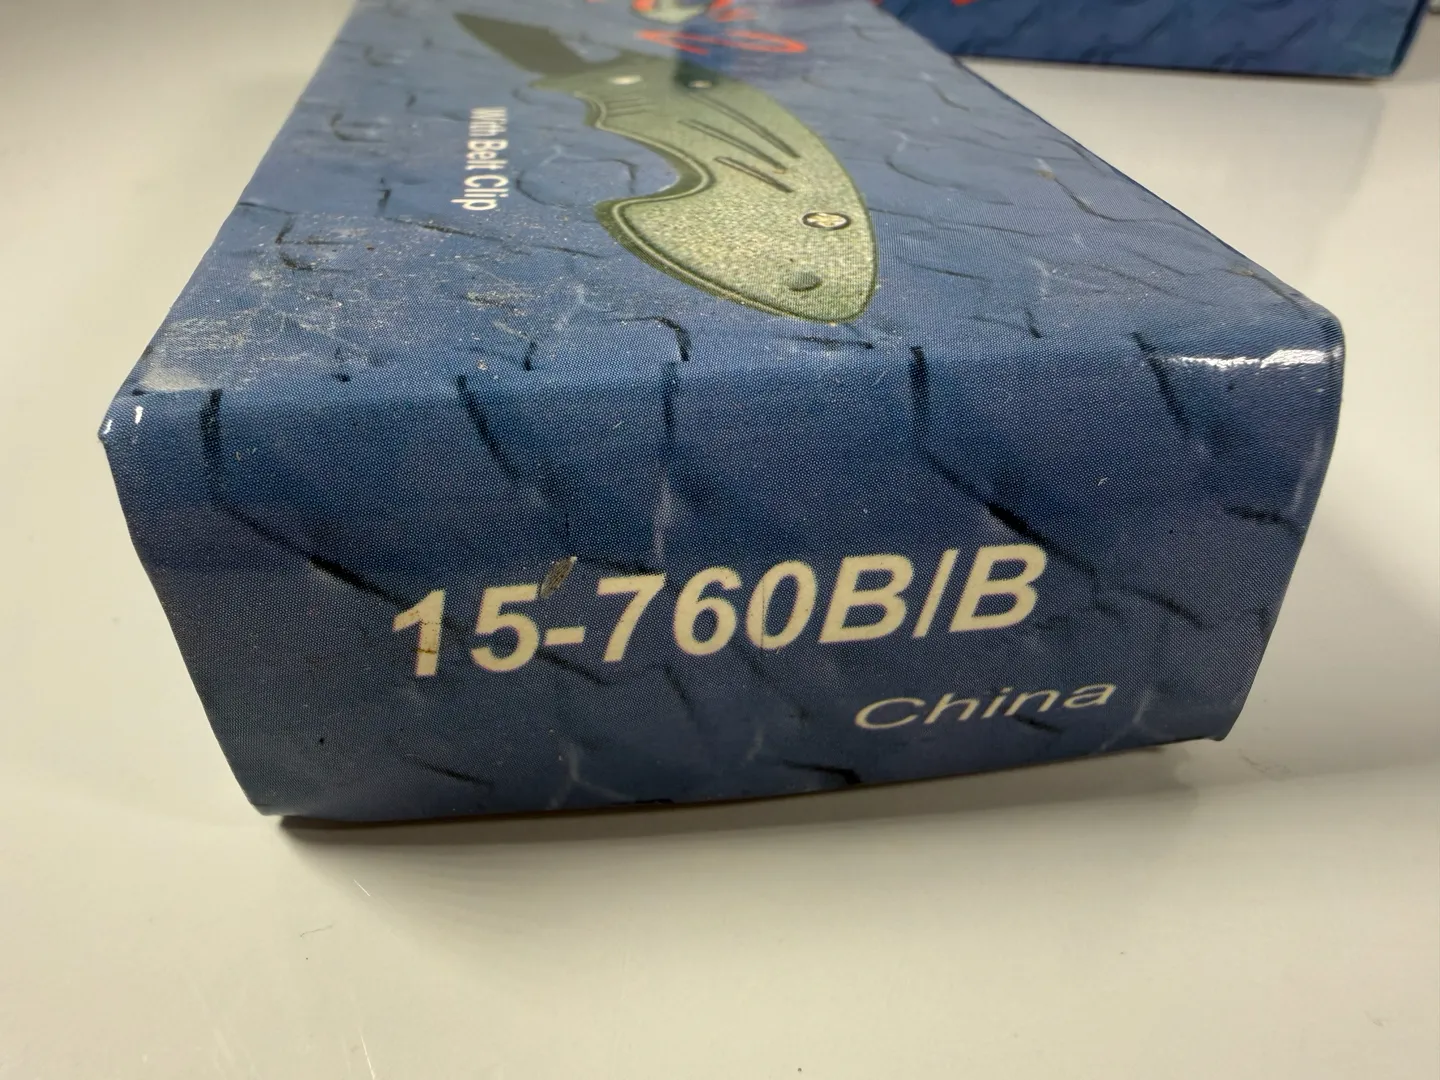 With Belt Clip
15-760B/B
China